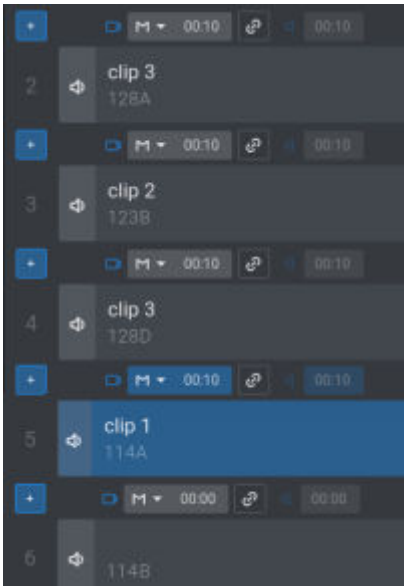 + M 00:10 00:10
2 clip 3
128A
+ M 00:10 00:10
3 clip 2
123B
+ M 00:10 00:10
4 clip 3
128D
+ M 00:10 00:10
5 clip 1
114A
+ M 00:00 00:00
6
114B